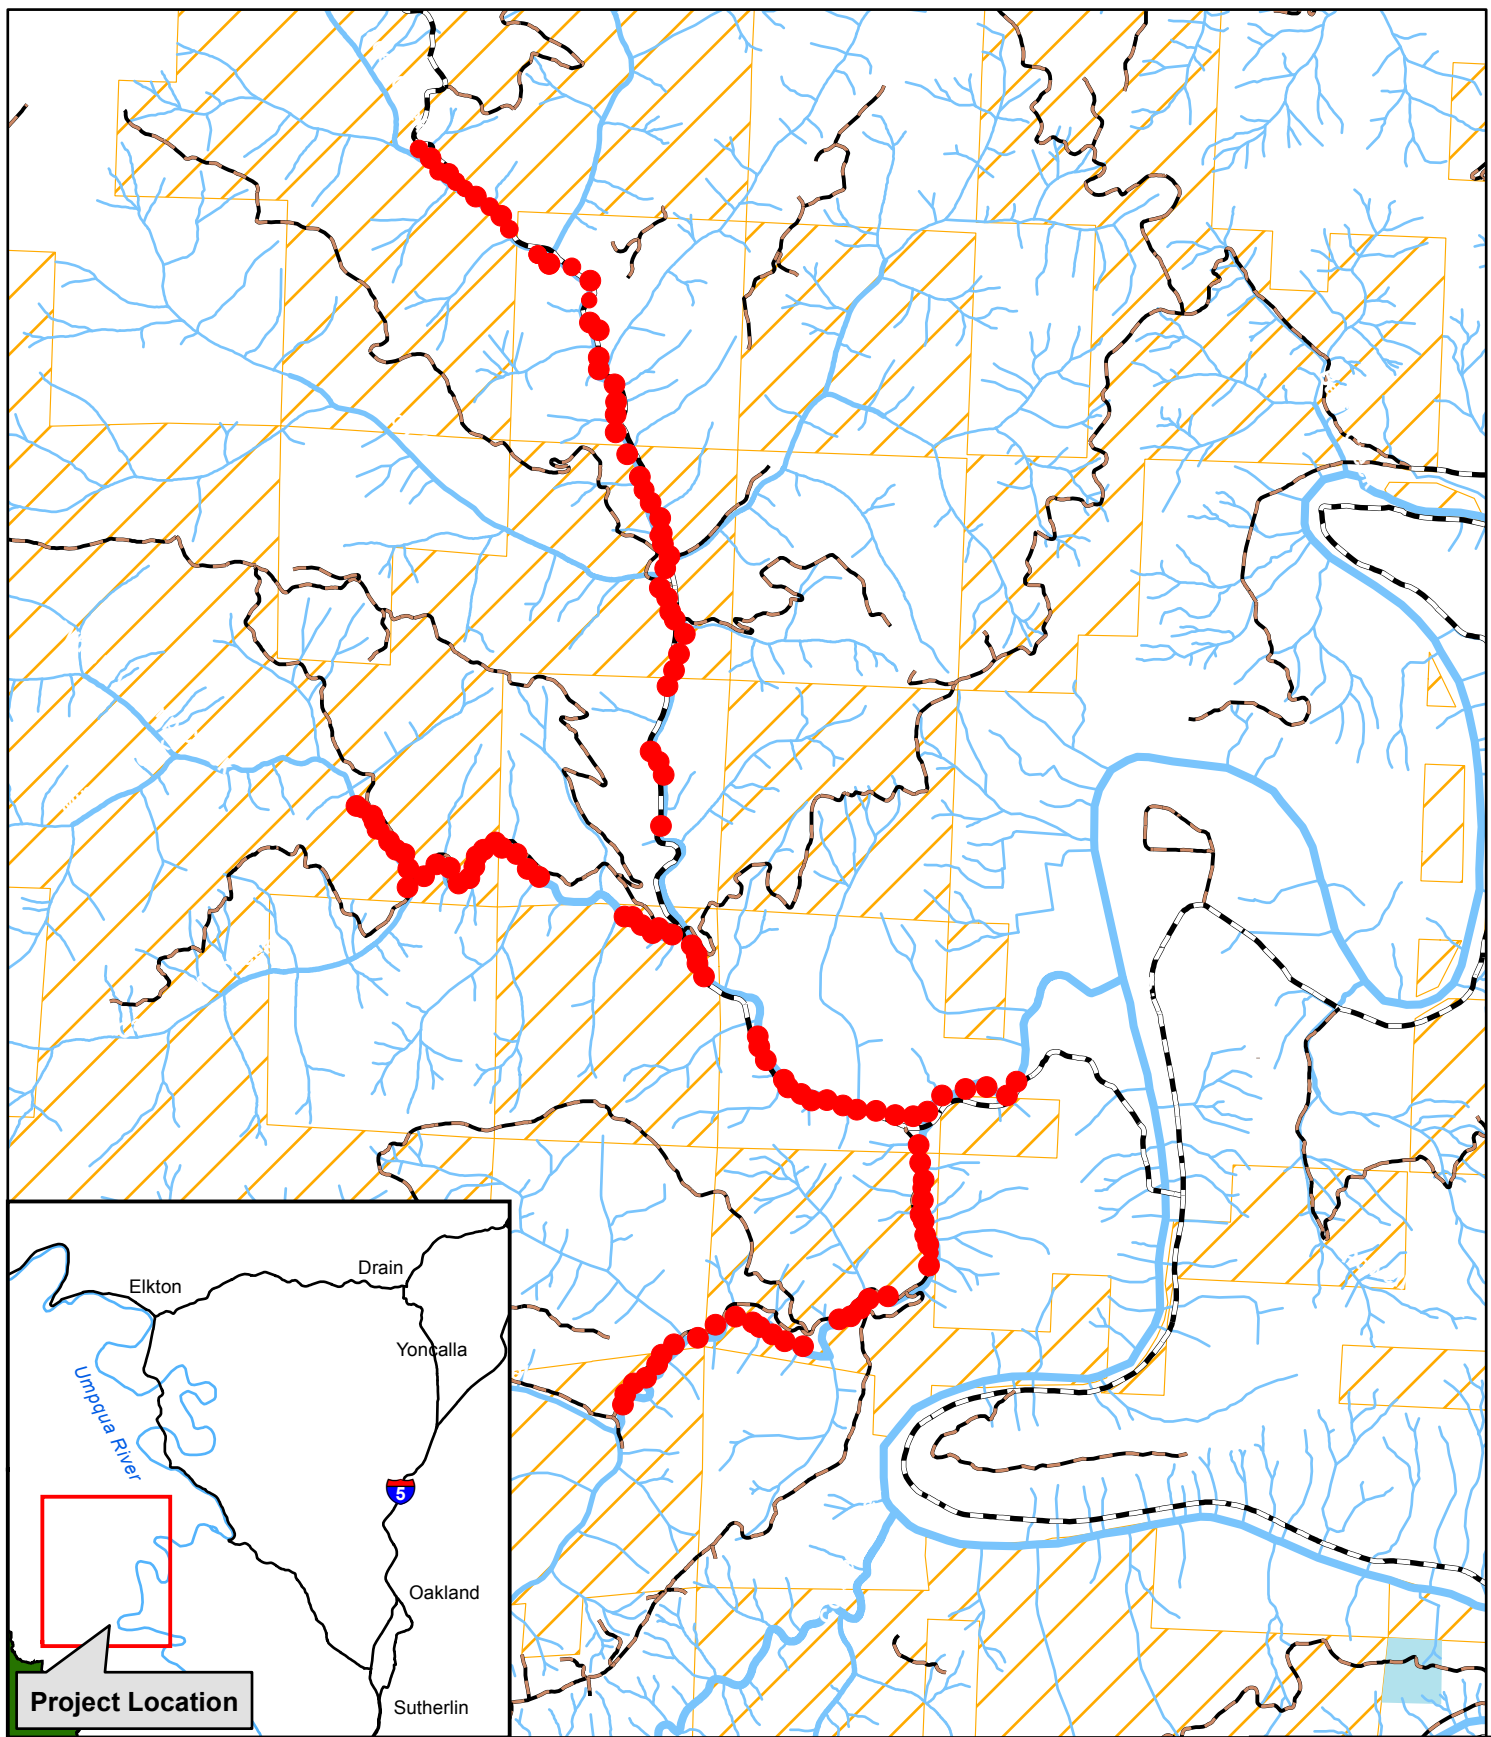 Drain
Elkton
Yoncalla
Umpqua River
5
Oakland
Project Location
Sutherlin